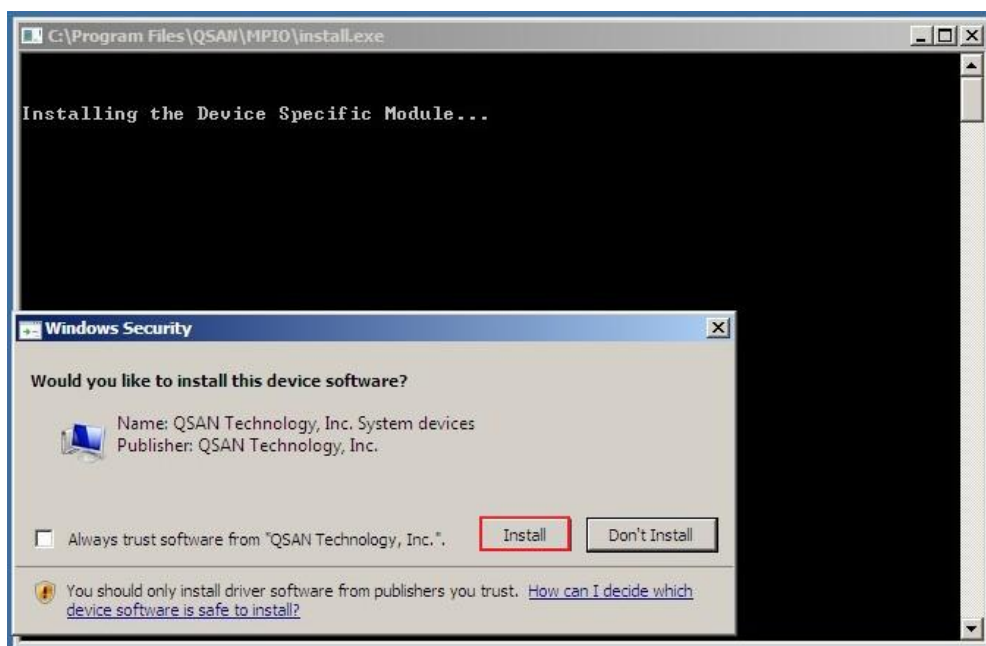 C:\Program Files\QSAN\MPIO\install.exe
Installing the Device Specific Module...
Windows Security
Would you like to install this device software?
Name: QSAN Technology, Inc. System devices
Publisher: QSAN Technology, Inc.
Always trust software from "QSAN Technology, Inc.".
Install
Don't Install
You should only install driver software from publishers you trust. How can I decide which
device software is safe to install?